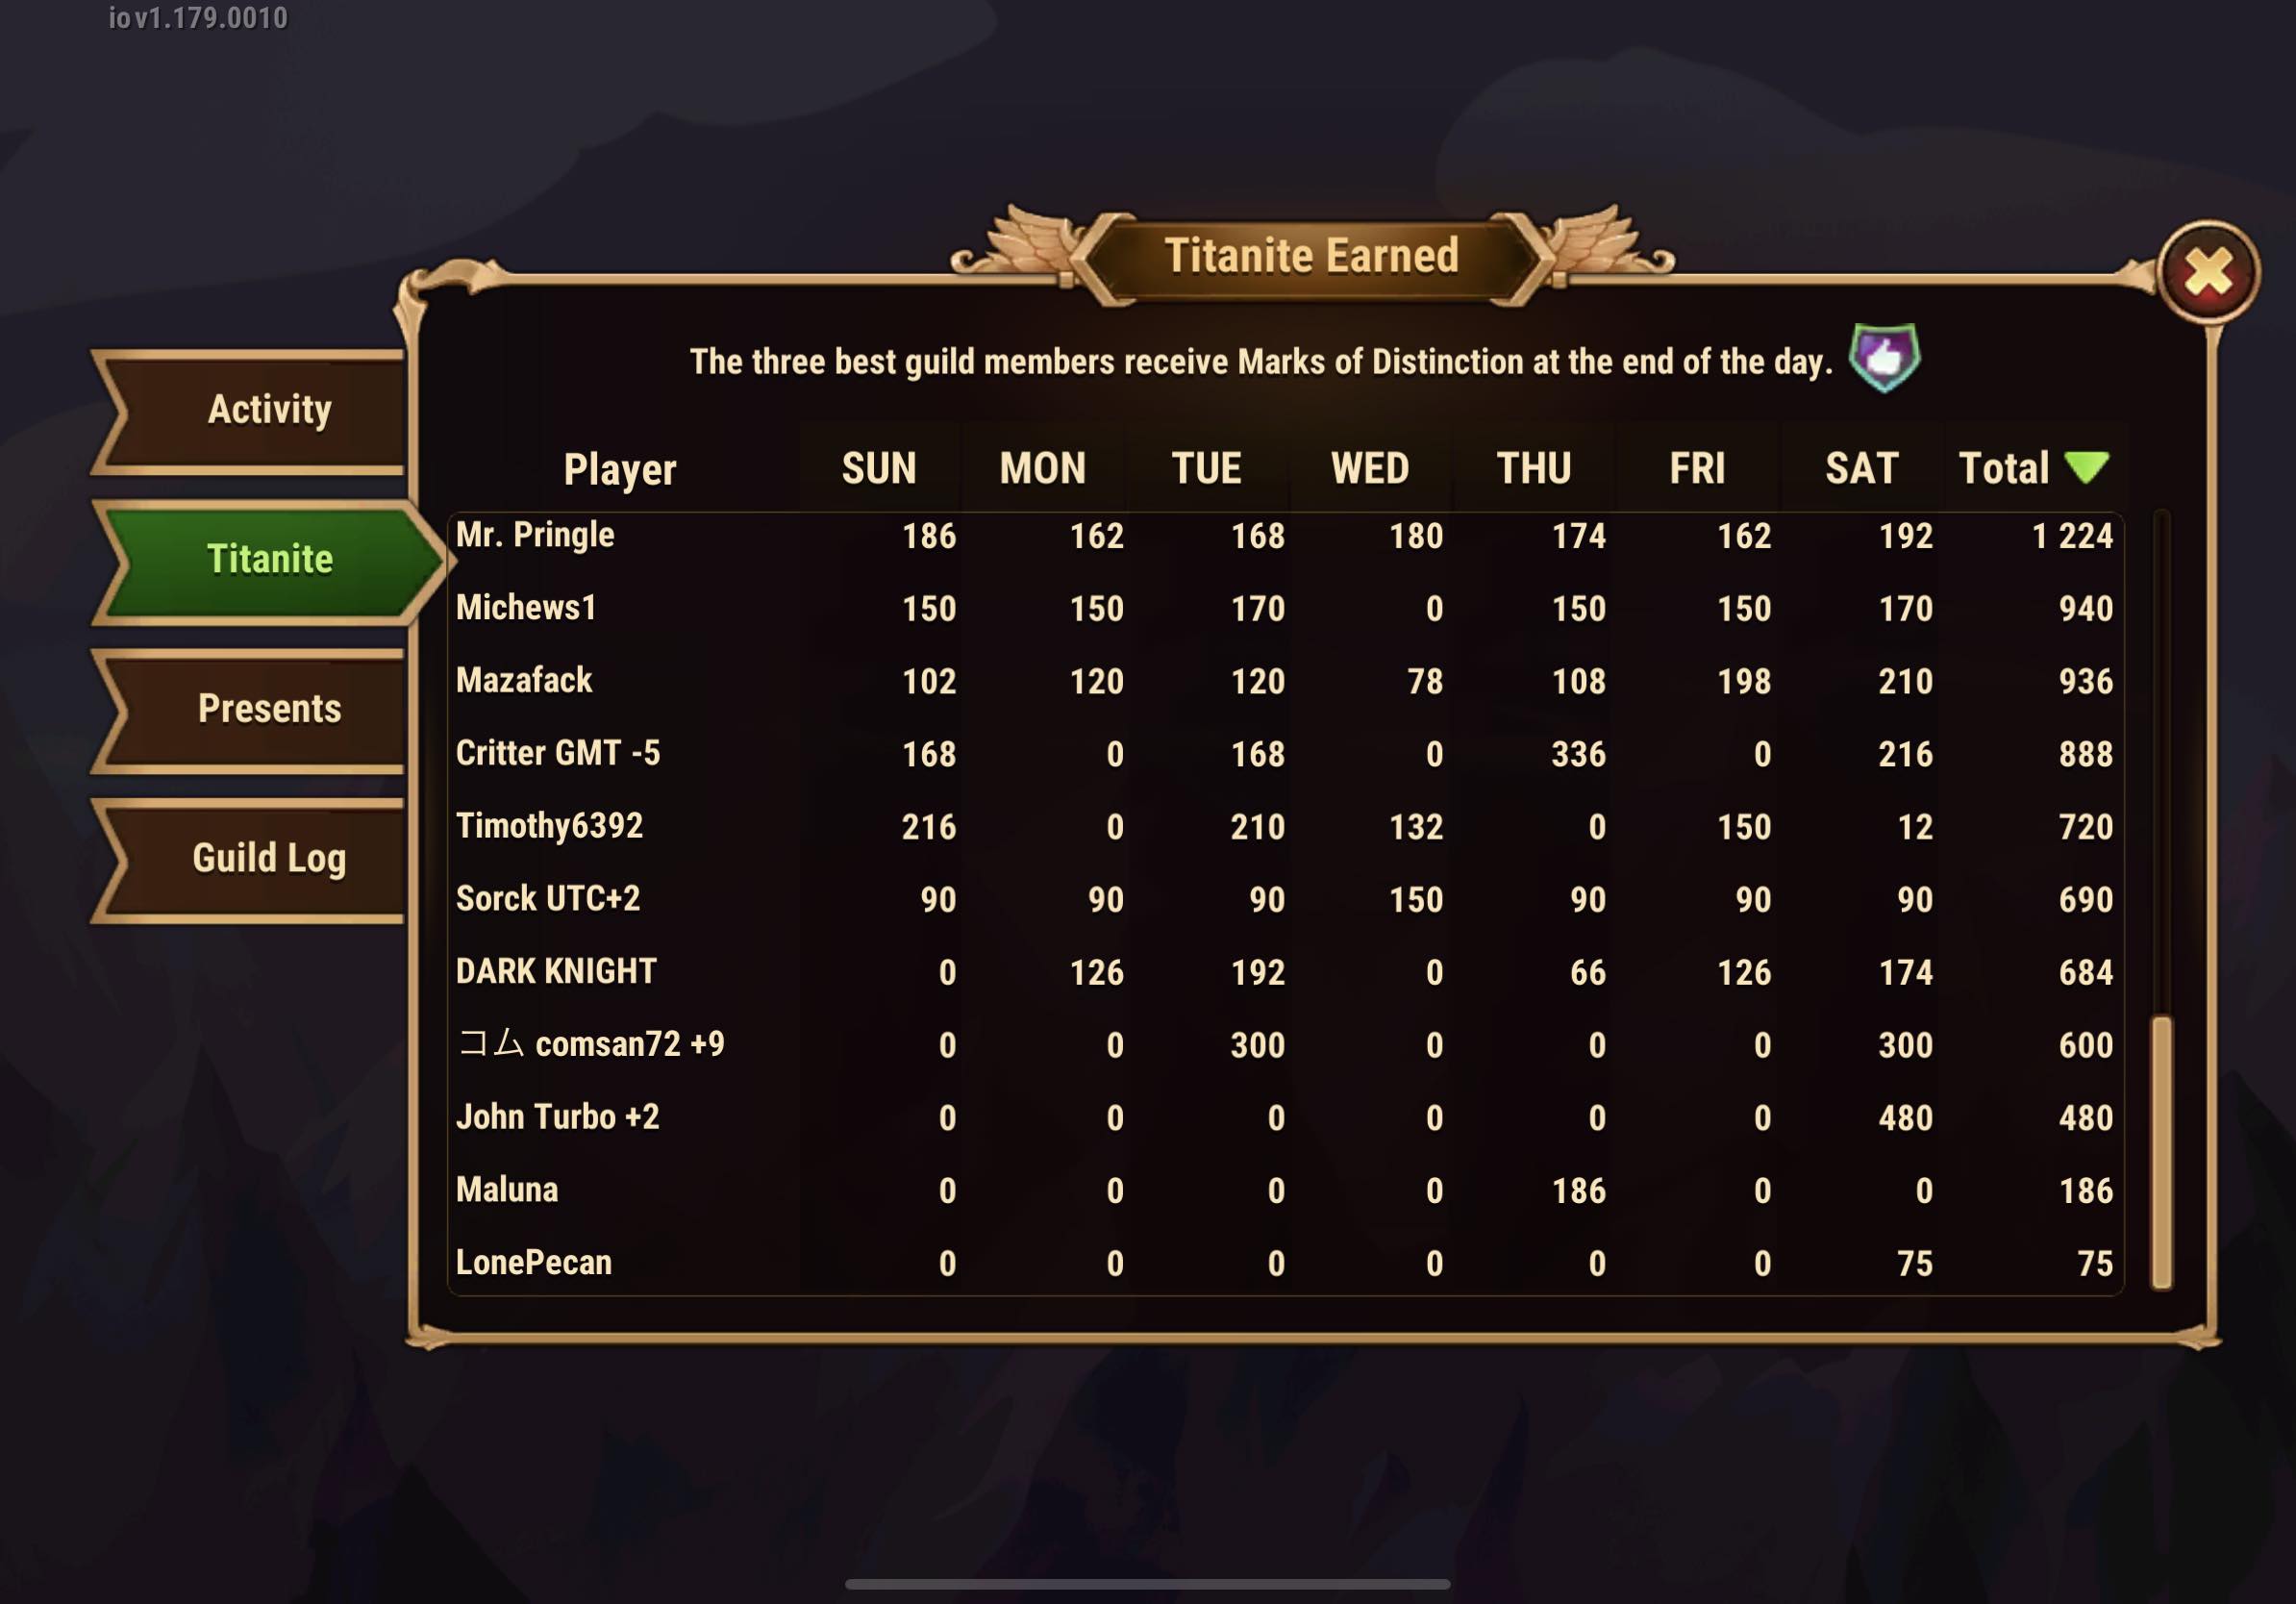 iov1.179.0010
Titanite Earned
The three best guild members receive Marks of Distinction at the end of the day.
Activity
Titanite
Presents
Guild Log
Player SUN MON TUE WED THU FRI SAT Total
Mr. Pringle 186 162 168 180 174 162 192 1 224
Michews1 150 150 170 0 150 150 170 940
Mazafack 102 120 120 78 108 198 210 936
Critter GMT -5 168 0 168 0 336 0 216 888
Timothy6392 216 0 210 132 0 150 12 720
Sorck UTC+2 90 90 90 150 90 90 90 690
DARK KNIGHT 0 126 192 0 66 126 174 684
コム comsan72 +9 0 0 300 0 0 0 300 600
John Turbo +2 0 0 0 0 0 0 480 480
Maluna 0 0 0 0 186 0 0 186
LonePecan 0 0 0 0 0 0 75 75